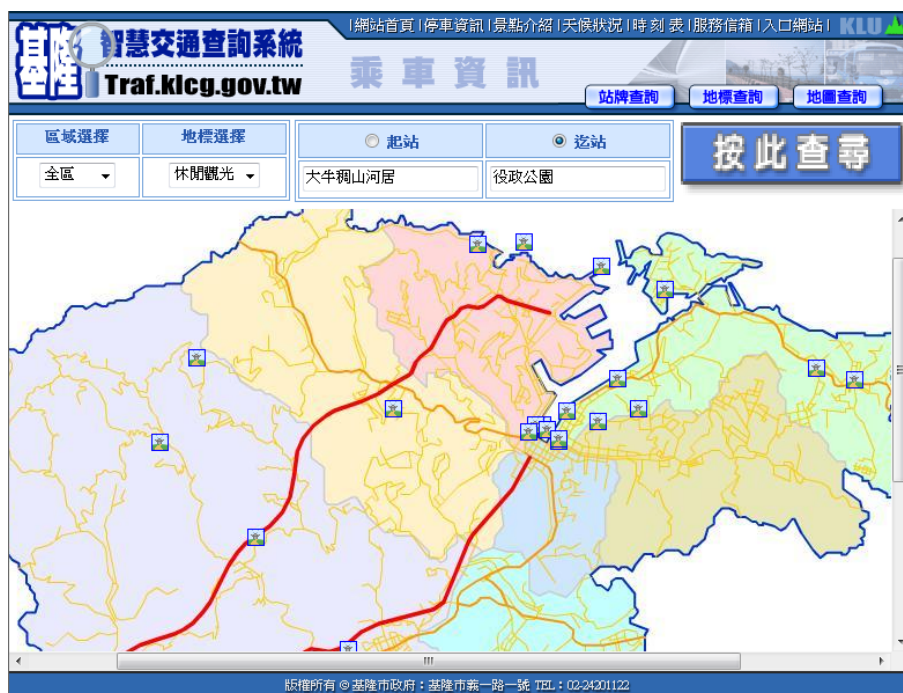 |網站首頁|停車資訊|景點介紹|天候狀況|時刻表|服務信箱|入口網站| KLU
基隆 智慧交通查詢系統
Traf.klcg.gov.tw
乘車資訊
站牌查詢 地標查詢 地圖查詢
區域選擇 地標選擇 起站 迄站
按此查尋
全區 休閒觀光 大牛稠山河居 役政公園
版權所有©基隆市政府：基隆市義一路一號 TEL：02-24201122